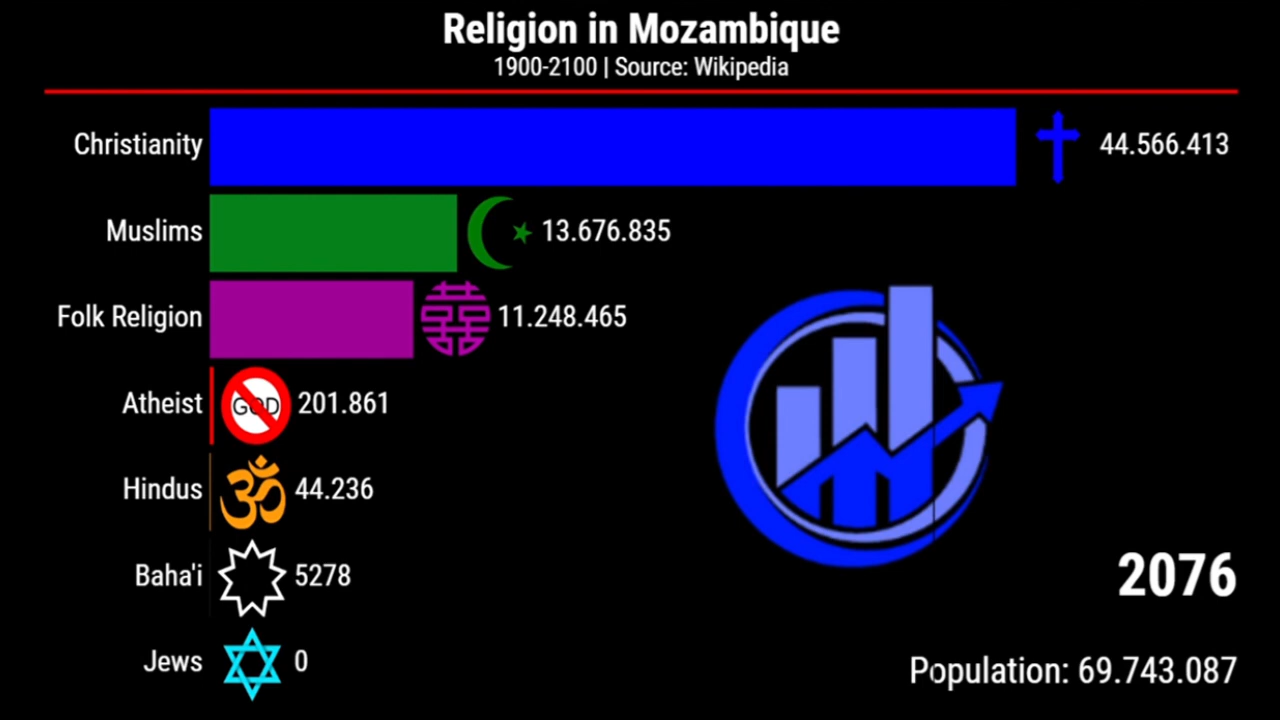 Religion in Mozambique
1900-2100 | Source: Wikipedia
Christianity 44.566.413
Muslims 13.676.835
Folk Religion 11.248.465
Atheist GOD 201.861
Hindus ॐ 44.236
Baha'i 5278
Jews 0
2076
Population: 69.743.087